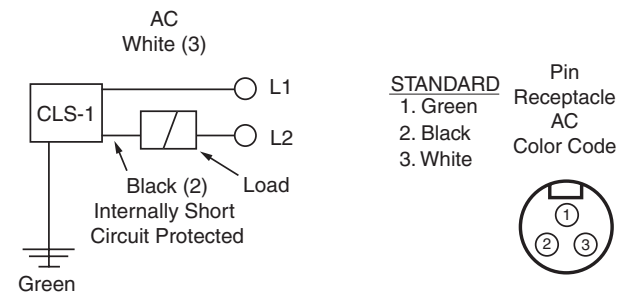 AC
White (3)
CLS-1
L1
L2
Black (2)
Internally Short
Circuit Protected
Load
Green
STANDARD
1. Green
2. Black
3. White
Pin
Receptacle
AC
Color Code
1
2
3